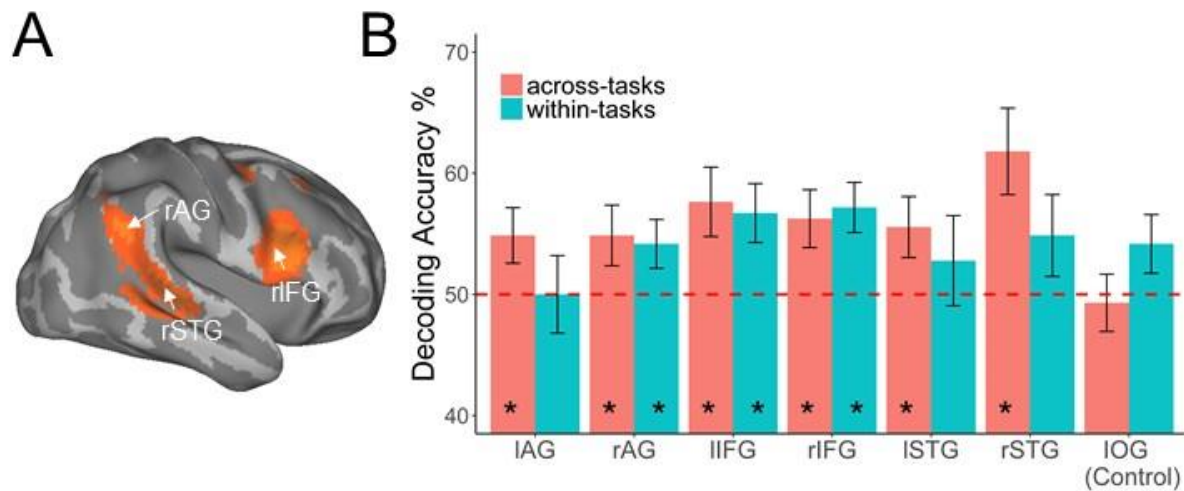 A
B
rAG
rIFG
rSTG
Decoding Accuracy %
70
60
50
40
across-tasks
within-tasks
* * * * * * * * *
lAG rAG lIFG rIFG lSTG rSTG lOG
(Control)